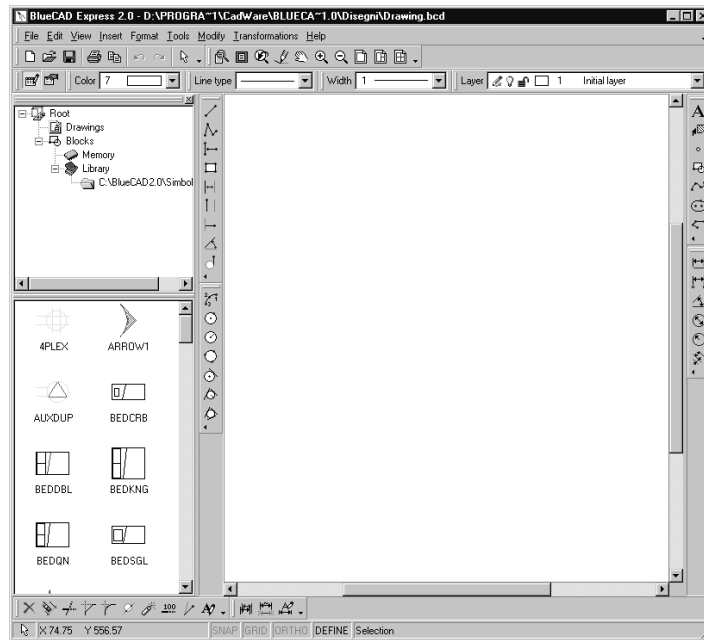 BlueCAD Express 2.0 - D:\PROGRA~1\CadWare\BLUECA~1.0\Disegni\Drawing.bcd
File Edit View Insert Format Tools Modify Transformations Help
Color 7 Line type Width 1 Layer 1 Initial layer
Root
Drawings
Blocks
Memory
Library
C:\BlueCAD2.0\Simbol
A
4PLEX ARROW1
AUXDUP BEDCRB
BEDDBL BEDKNG
BEDQN BEDSGL
100
X 74.75 Y 556.57 SNAP GRID ORTHO DEFINE Selection